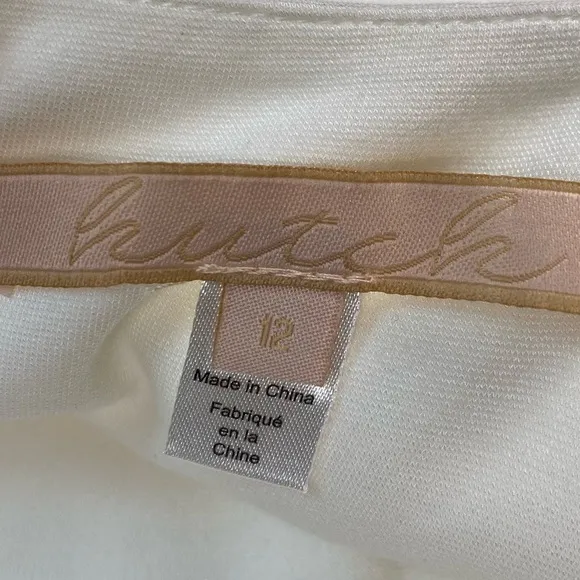 hutch
12
Made in China
Fabriqué
en la
Chine